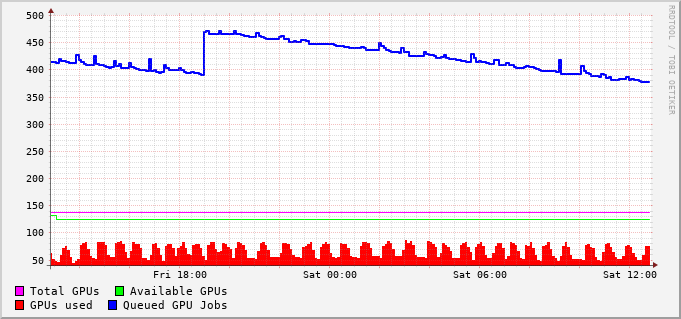 500
450
400
350
300
250
200
150
100
50
Fri 18:00 Sat 00:00 Sat 06:00 Sat 12:00
Total GPUs Available GPUs
GPUs used Queued GPU Jobs
RRDTOOL / TOBI OETIKER